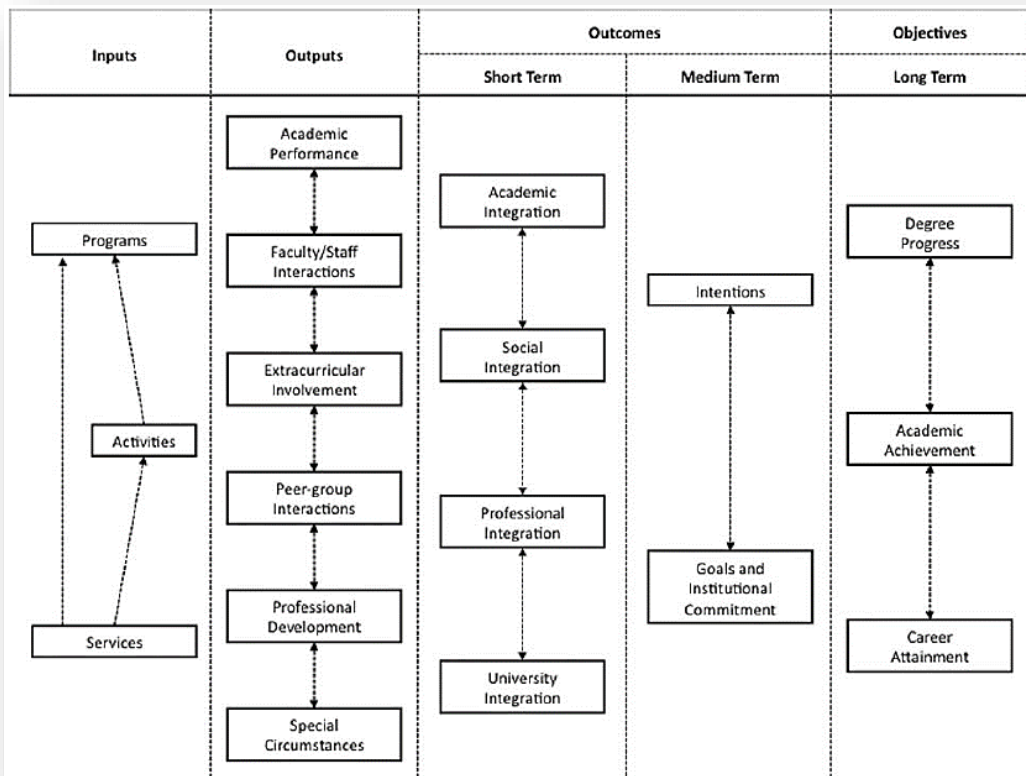 Inputs
Outputs
Outcomes
Objectives
Short Term
Medium Term
Long Term
Programs
Activities
Services
Academic
Performance
Faculty/Staff
Interactions
Extracurricular
Involvement
Peer-group
Interactions
Professional
Development
Special
Circumstances
Academic
Integration
Social
Integration
Professional
Integration
University
Integration
Intentions
Goals and
Institutional
Commitment
Degree
Progress
Academic
Achievement
Career
Attainment